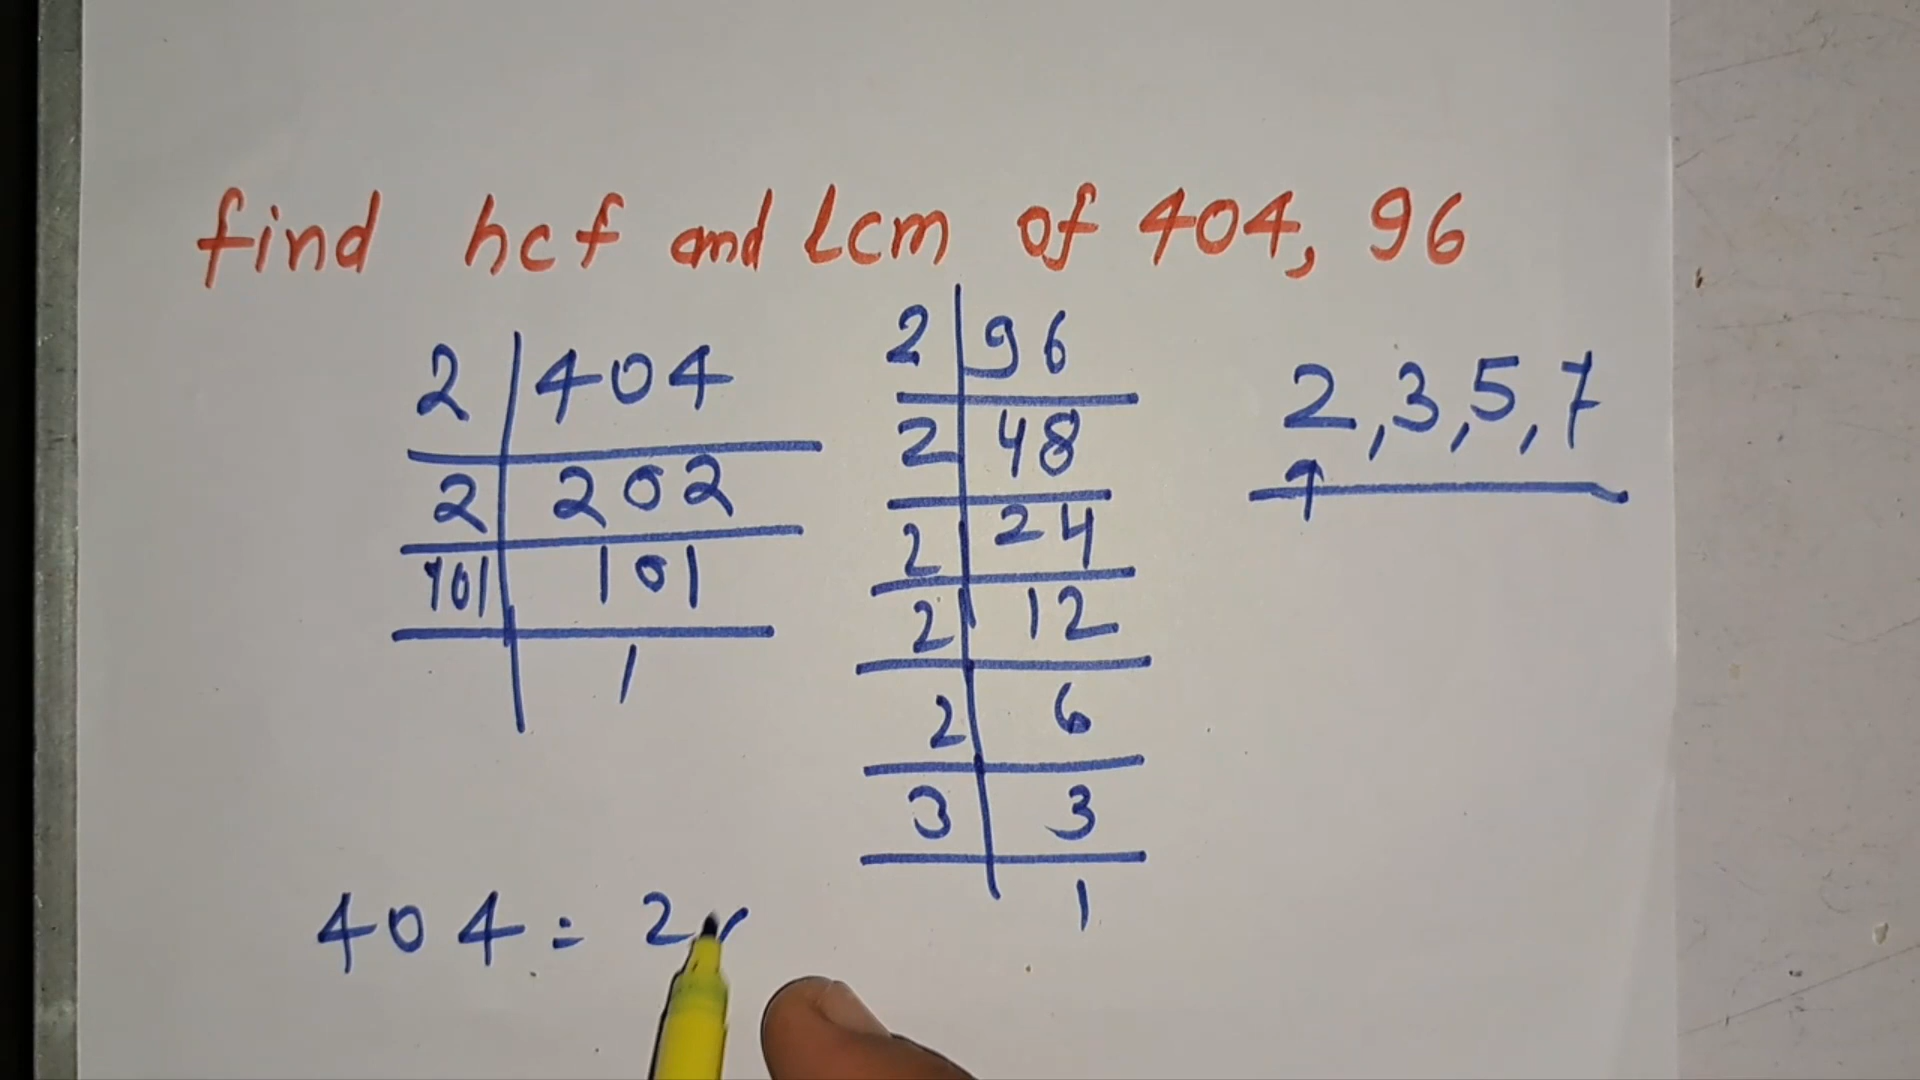 find hcf and Lcm of 404, 96
2 | 404
2 | 202
101 | 101
1
2 | 96
2 | 48
2 | 24
2 | 12
2 | 6
3 | 3
1
2,3,5,7
404 = 2